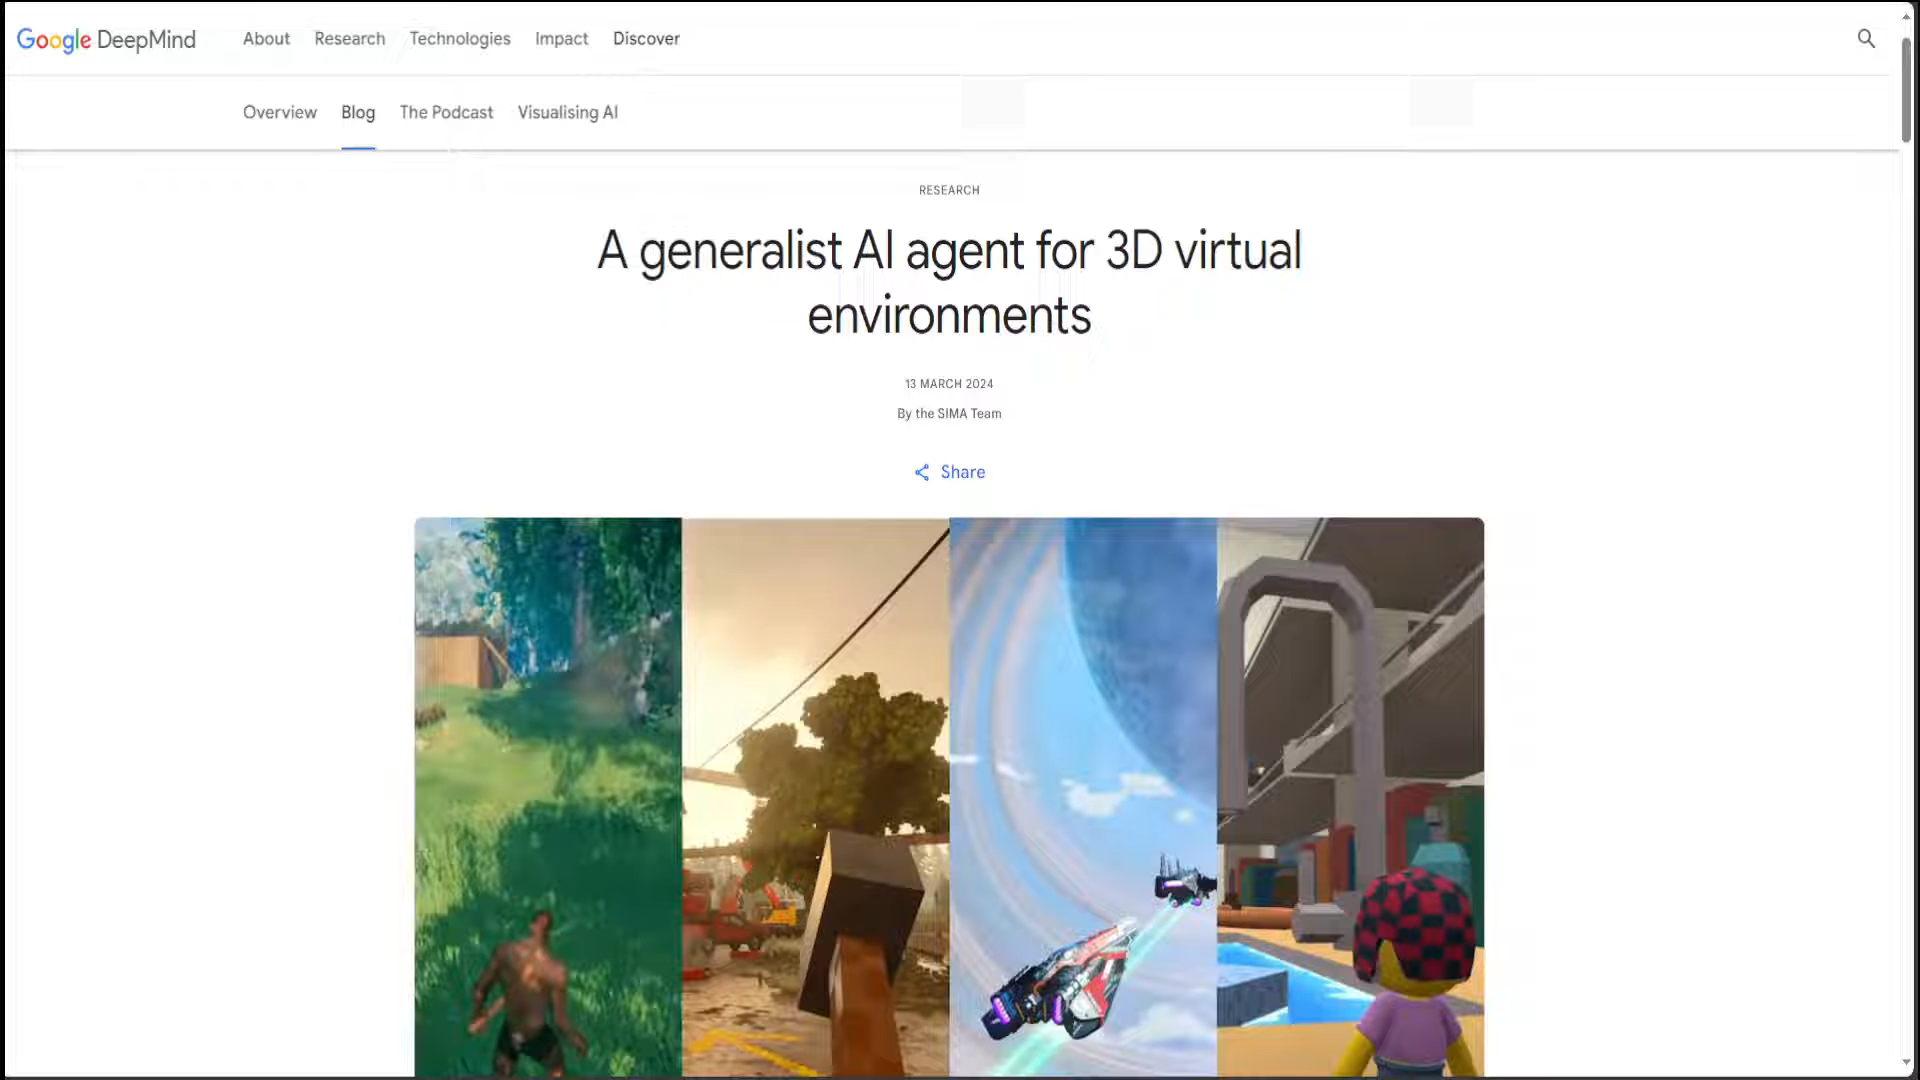 Google DeepMind About Research Technologies Impact Discover
Overview Blog The Podcast Visualising AI
RESEARCH
A generalist AI agent for 3D virtual
environments
13 MARCH 2024
By the SIMA Team
Share